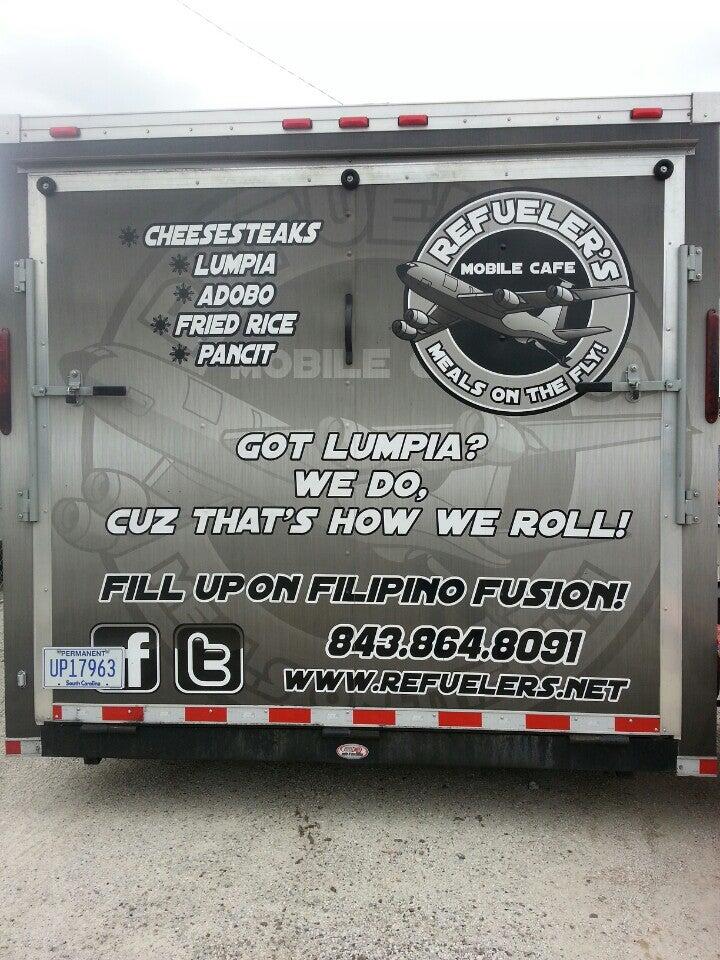 CHEESESTEAKS
LUMPIA
ADOBO
FRIED RICE
PANCIT
REFUELER'S
MOBILE CAFE
MEALS ON THE FLY!
GOT LUMPIA?
WE DO,
CUZ THAT'S HOW WE ROLL!
FILL UP ON FILIPINO FUSION!
f t
843.864.8091
WWW.REFUELERS.NET
PERMANENT
UP17963
South Carolina